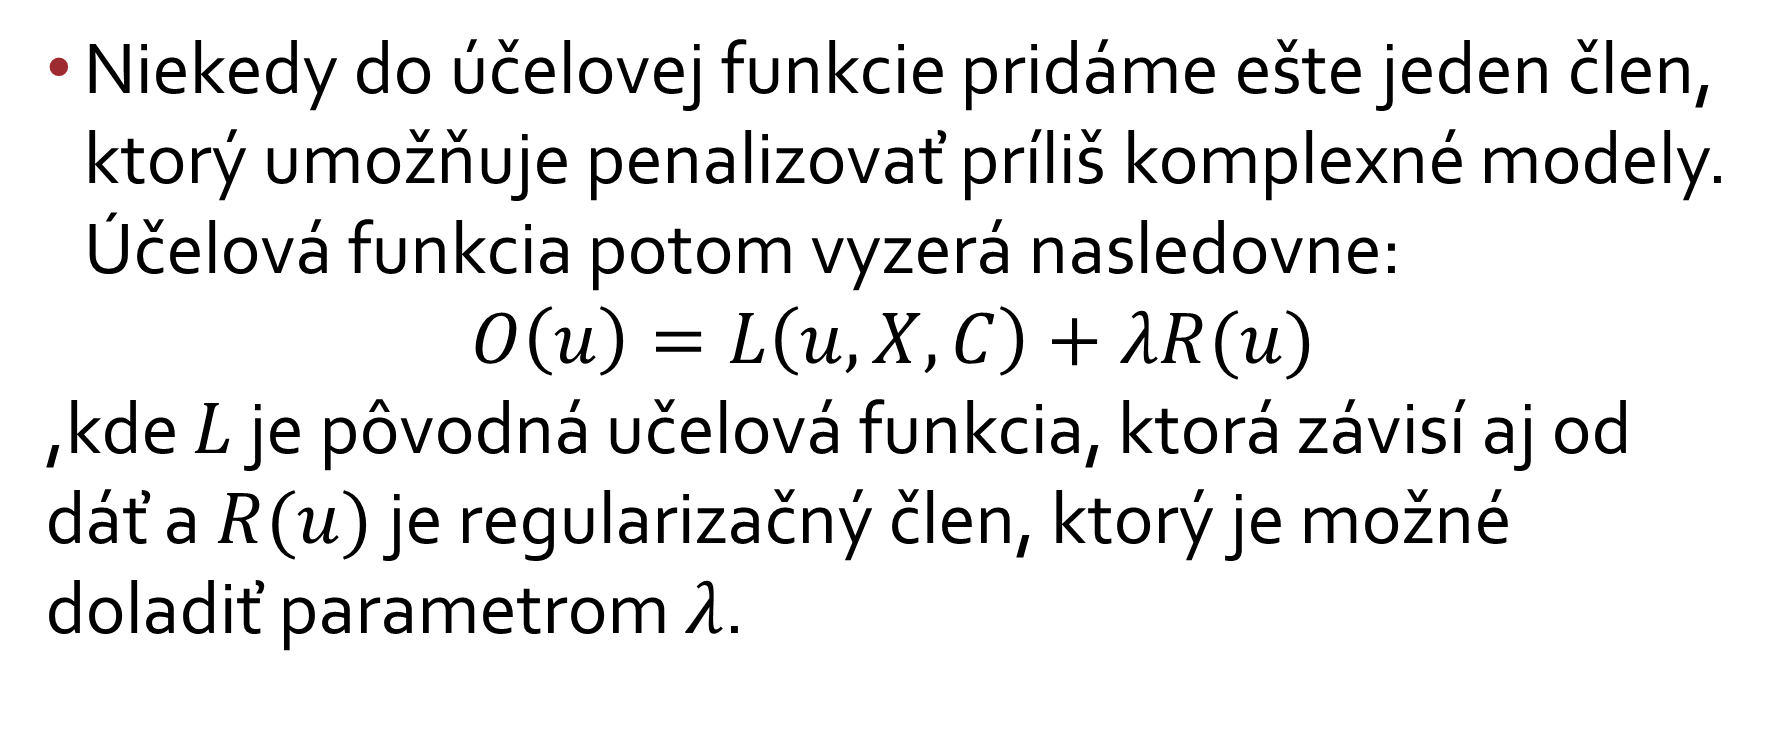 • Niekedy do účelovej funkcie pridáme ešte jeden člen,
ktorý umožňuje penalizovať príliš komplexné modely.
Účelová funkcia potom vyzerá nasledovne:
O(u) = L(u, X, C) + λR(u)
,kde L je pôvodná učelová funkcia, ktorá závisí aj od
dáť a R(u) je regularizačný člen, ktorý je možné
doladiť parametrom λ.